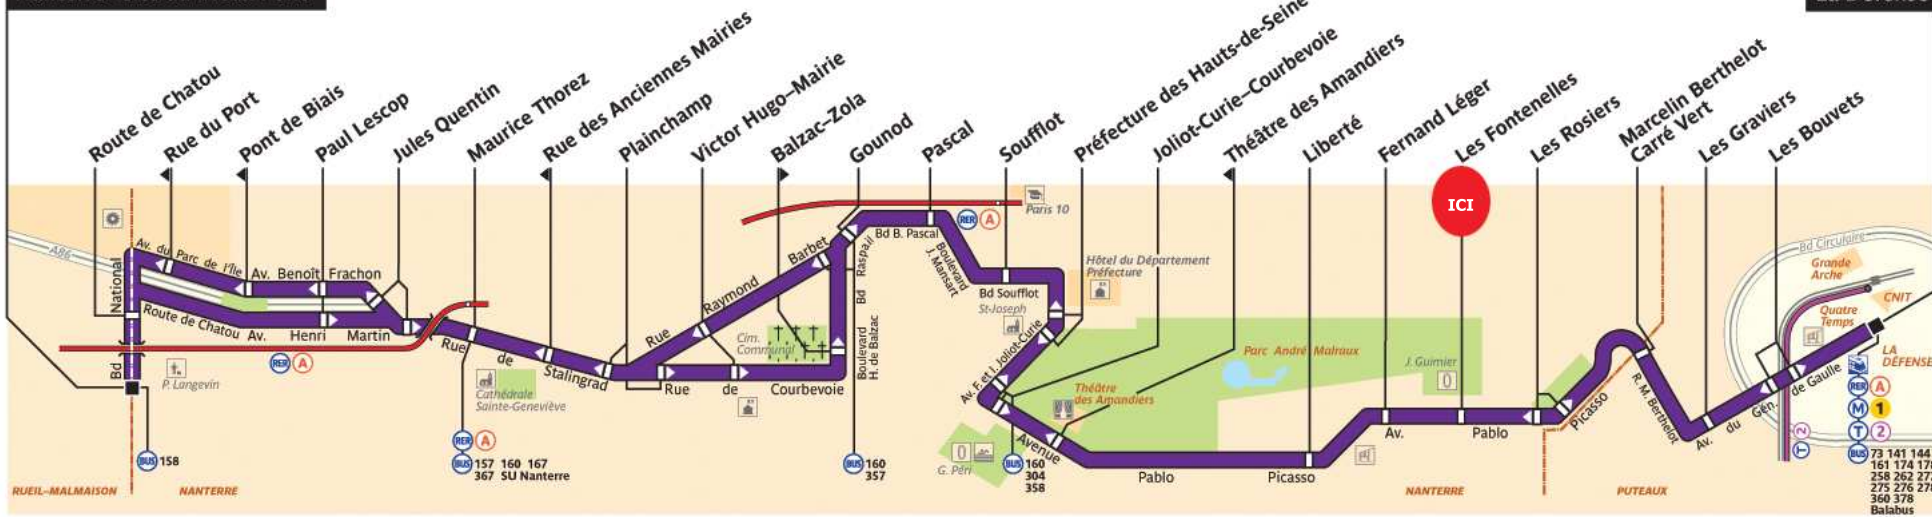 Route de Chatou
Rue du Port
Pont de Biais
Paul Lescop
Jules Quentin
Maurice Thorez
Rue des Anciennes Mairies
Plainchamp
Victor Hugo–Mairie
Balzac–Zola
Gounod
Pascal
Soufflot
Préfecture des Hauts-de-Seine
Joliot-Curie–Courbevoie
Théâtre des Amandiers
Liberté
Fernand Léger
Les Fontenelles
Les Rosiers
Marcelin Berthelot
Carré Vert
Les Graviers
Les Bouvets
ICI
A86
Bd National
Av. du Parc de l'Île
Av. Benoît Frachon
Route de Chatou
Av. Henri Martin
RER A
P. Langevin
BUS 158
RUEIL–MALMAISON
NANTERRE
Rue de Stalingrad
Cathédrale
Sainte-Geneviève
RER A
BUS 157 160 167
367 SU Nanterre
Rue Raymond Barbet
Rue de Courbevoie
Cim.
Communal
Bd Raspail
Boulevard
H. de Balzac
BUS 160
357
Bd B. Pascal
RER A
Paris 10
Boulevard
J. Mansart
Bd Soufflot
St-Joseph
Hôtel du Département
Préfecture
Av. F. et I. Joliot-Curie
Théâtre
des Amandiers
Parc André Malraux
J. Guimier
G. Péri
BUS 160
304
358
Avenue Pablo Picasso
Av. Pablo Picasso
NANTERRE
PUTEAUX
R. M. Berthelot
Av. du Gén. de Gaulle
Bd Circulaire
Grande
Arche
CNIT
Quatre
Temps
T 2
LA
DÉFENSE
RER A
M 1
T 2
BUS 73 141 144
161 174
258 262
275 276
360 378
Balabus